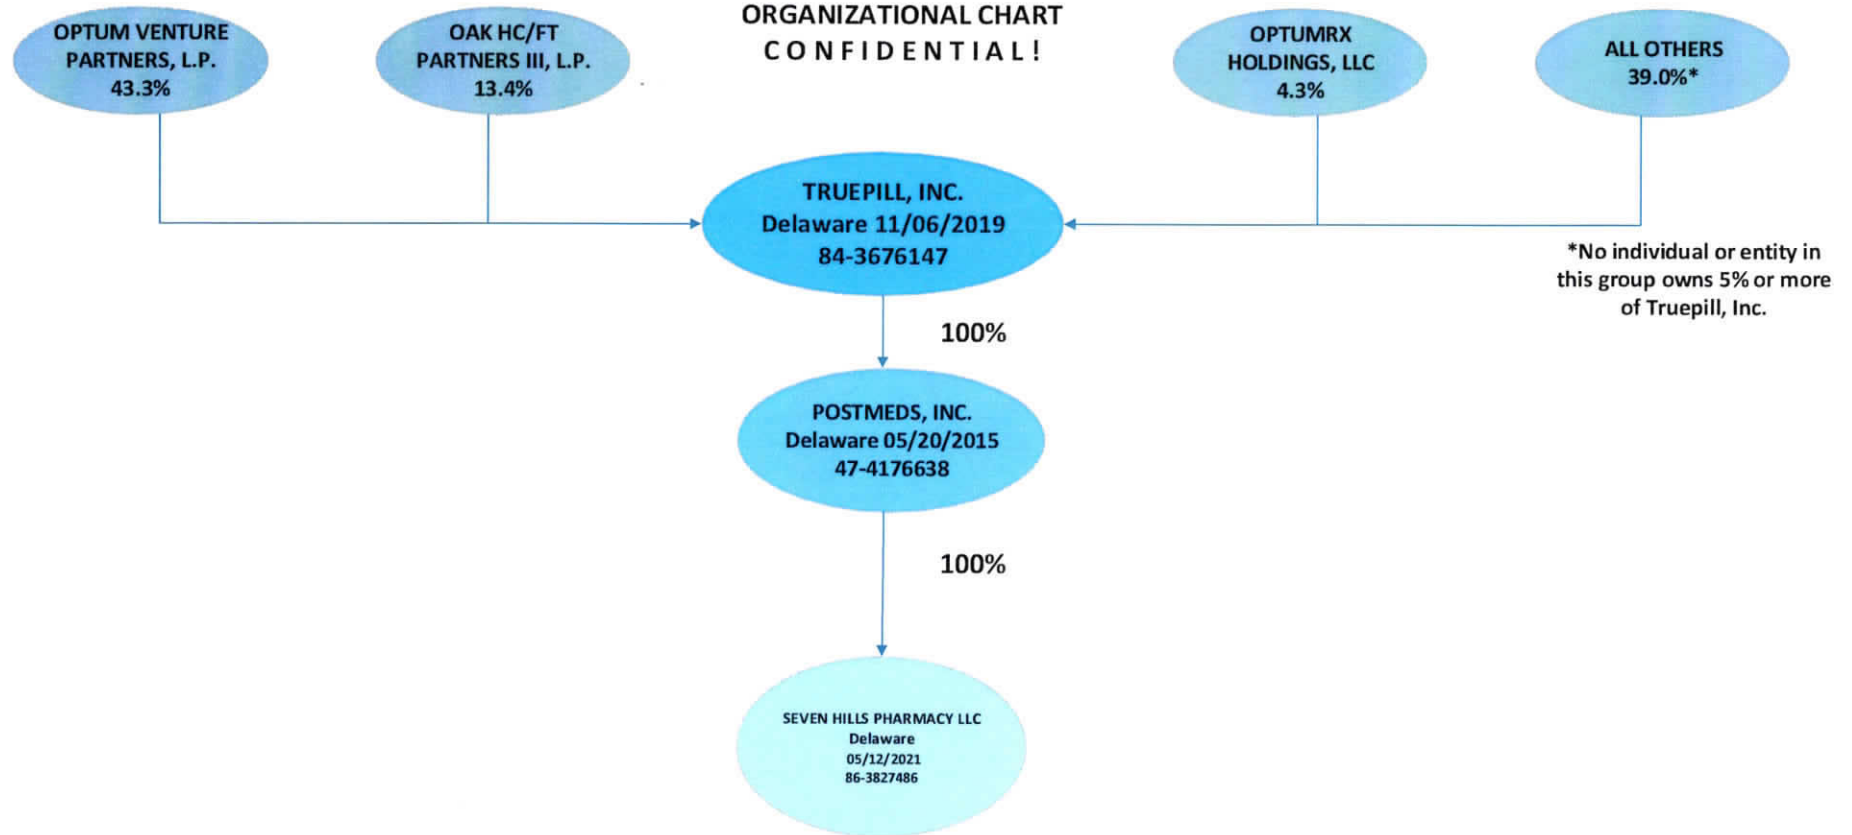 ORGANIZATIONAL CHART
CONFIDENTIAL!
OPTUM VENTURE
PARTNERS, L.P.
43.3%
OAK HC/FT
PARTNERS III, L.P.
13.4%
OPTUMRX
HOLDINGS, LLC
4.3%
ALL OTHERS
39.0%*
TRUEPILL, INC.
Delaware 11/06/2019
84-3676147
*No individual or entity in
this group owns 5% or more
of Truepill, Inc.
100%
POSTMEDS, INC.
Delaware 05/20/2015
47-4176638
100%
SEVEN HILLS PHARMACY LLC
Delaware
05/12/2021
86-3827486